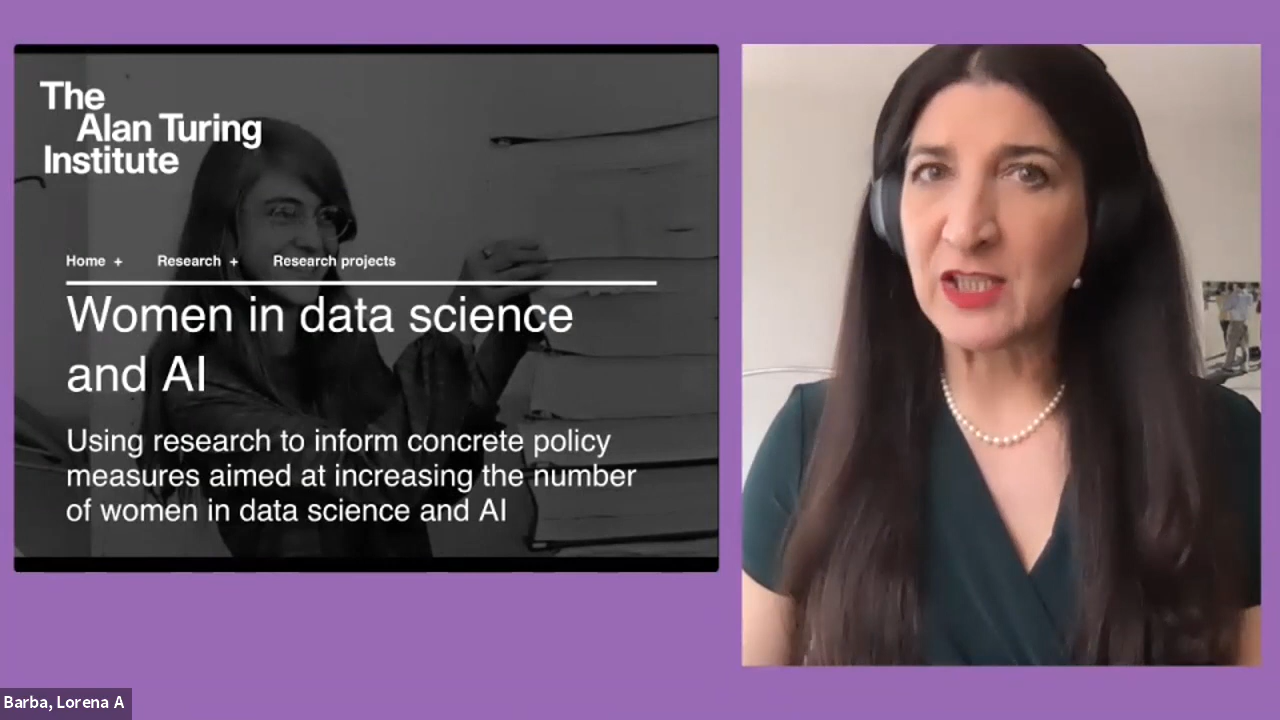 The
Alan Turing
Institute
Home + Research + Research projects
Women in data science
and AI
Using research to inform concrete policy
measures aimed at increasing the number
of women in data science and AI
Barba, Lorena A